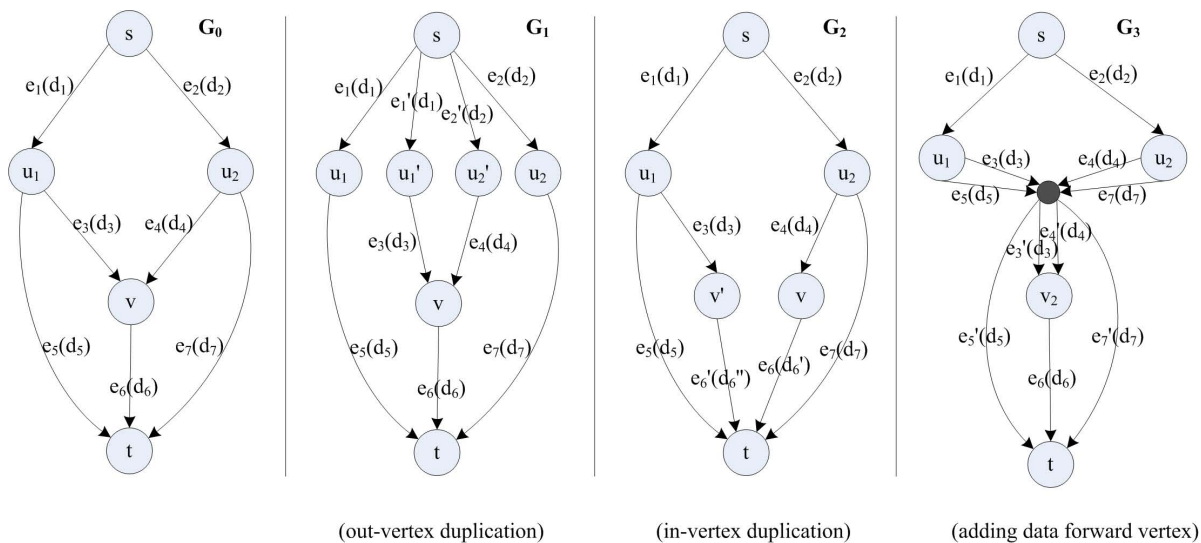 G₀
s
e₁(d₁)
e₂(d₂)
u₁
u₂
e₃(d₃)
e₄(d₄)
v
e₅(d₅)
e₆(d₆)
e₇(d₇)
t
G₁
s
e₁(d₁)
e₁'(d₁)
e₂'(d₂)
e₂(d₂)
u₁
u₁'
u₂'
u₂
e₃(d₃)
e₄(d₄)
v
e₅(d₅)
e₆(d₆)
e₇(d₇)
t
(out-vertex duplication)
G₂
s
e₁(d₁)
e₂(d₂)
u₁
u₂
e₃(d₃)
e₄(d₄)
v'
v
e₅(d₅)
e₆'(d₆'')
e₆(d₆')
e₇(d₇)
t
(in-vertex duplication)
G₃
s
e₁(d₁)
e₂(d₂)
u₁
u₂
e₃(d₃)
e₄(d₄)
e₅(d₅)
e₇(d₇)
e₄'(d₄)
e₃'(d₃)
v₂
e₅'(d₅)
e₇'(d₇)
e₆(d₆)
t
(adding data forward vertex)